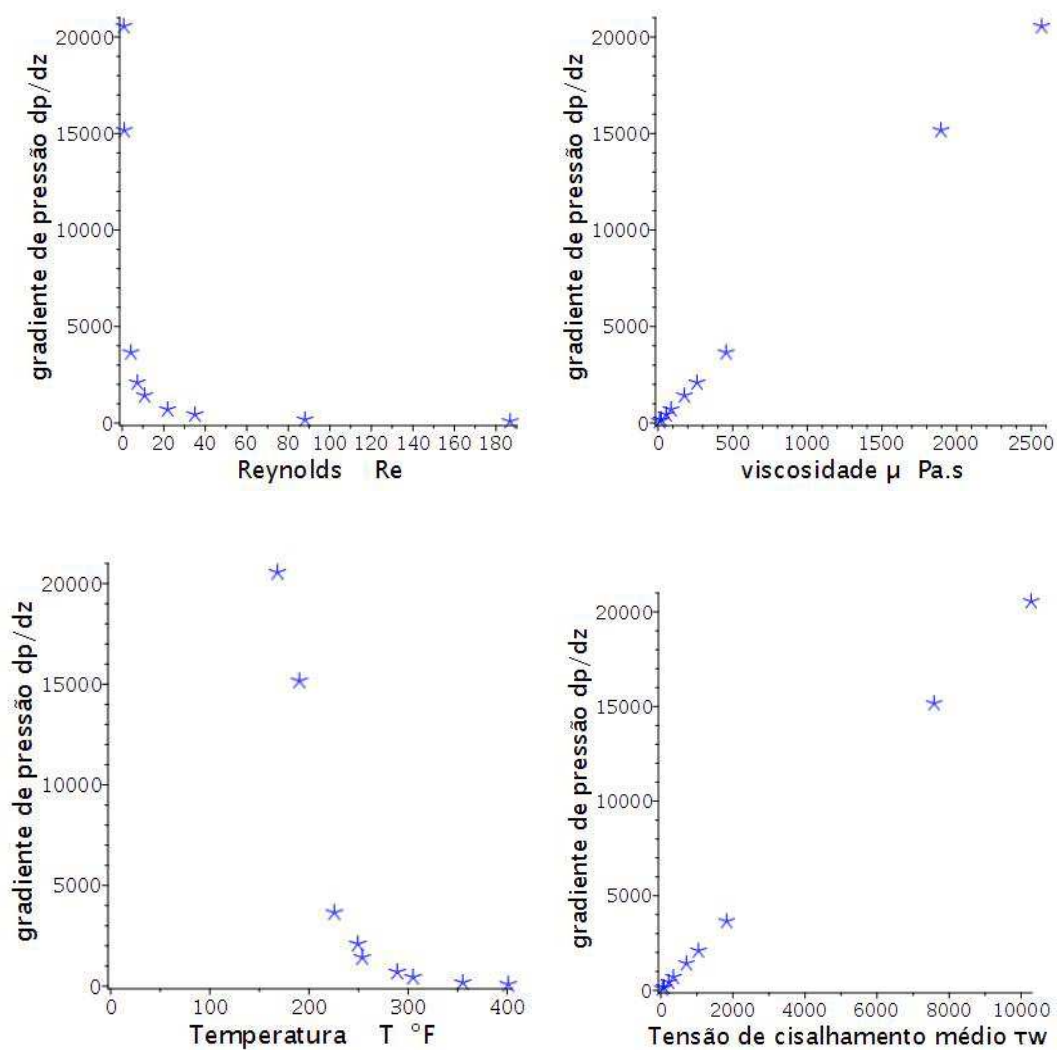 gradiente de pressão dp/dz
20000
15000
10000
5000
0
0 20 40 60 80 100 120 140 160 180
Reynolds Re
gradiente de pressão dp/dz
20000
15000
10000
5000
0
0 500 1000 1500 2000 2500
viscosidade μ Pa.s
gradiente de pressão dp/dz
20000
15000
10000
5000
0
0 100 200 300 400
Temperatura T °F
gradiente de pressão dp/dz
20000
15000
10000
5000
0
0 2000 4000 6000 8000 10000
Tensão de cisalhamento médio τw